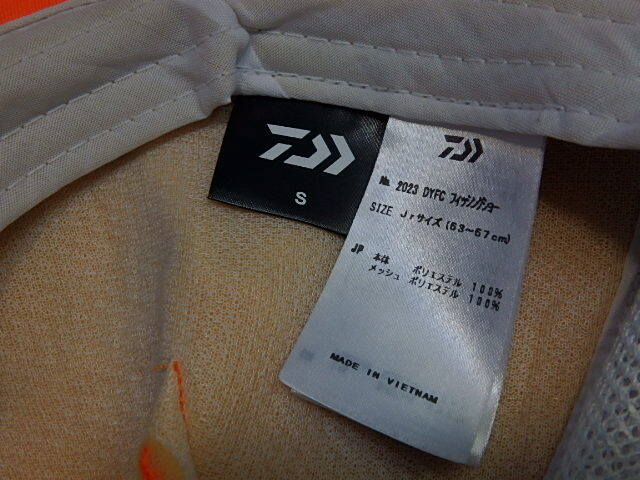 S
№ 2023 DYFC フィッシングショー
SIZE Jrサイズ(63~67cm)
JP 本体 ポリエステル 100%
メッシュ ポリエステル 100%
MADE IN VIETNAM